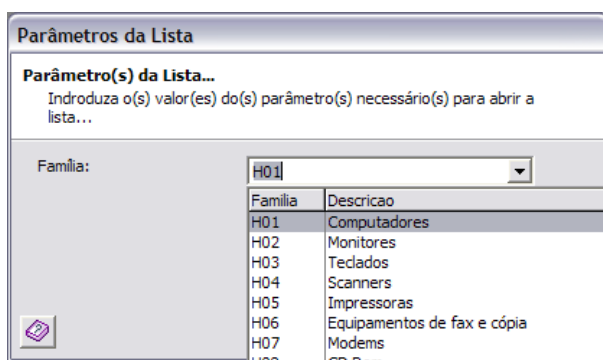 Parâmetros da Lista
Parâmetro(s) da Lista...
Indroduza o(s) valor(es) do(s) parâmetro(s) necessário(s) para abrir a
lista...
Família:
H01
Familia Descricao
H01 Computadores
H02 Monitores
H03 Teclados
H04 Scanners
H05 Impressoras
H06 Equipamentos de fax e cópia
H07 Modems